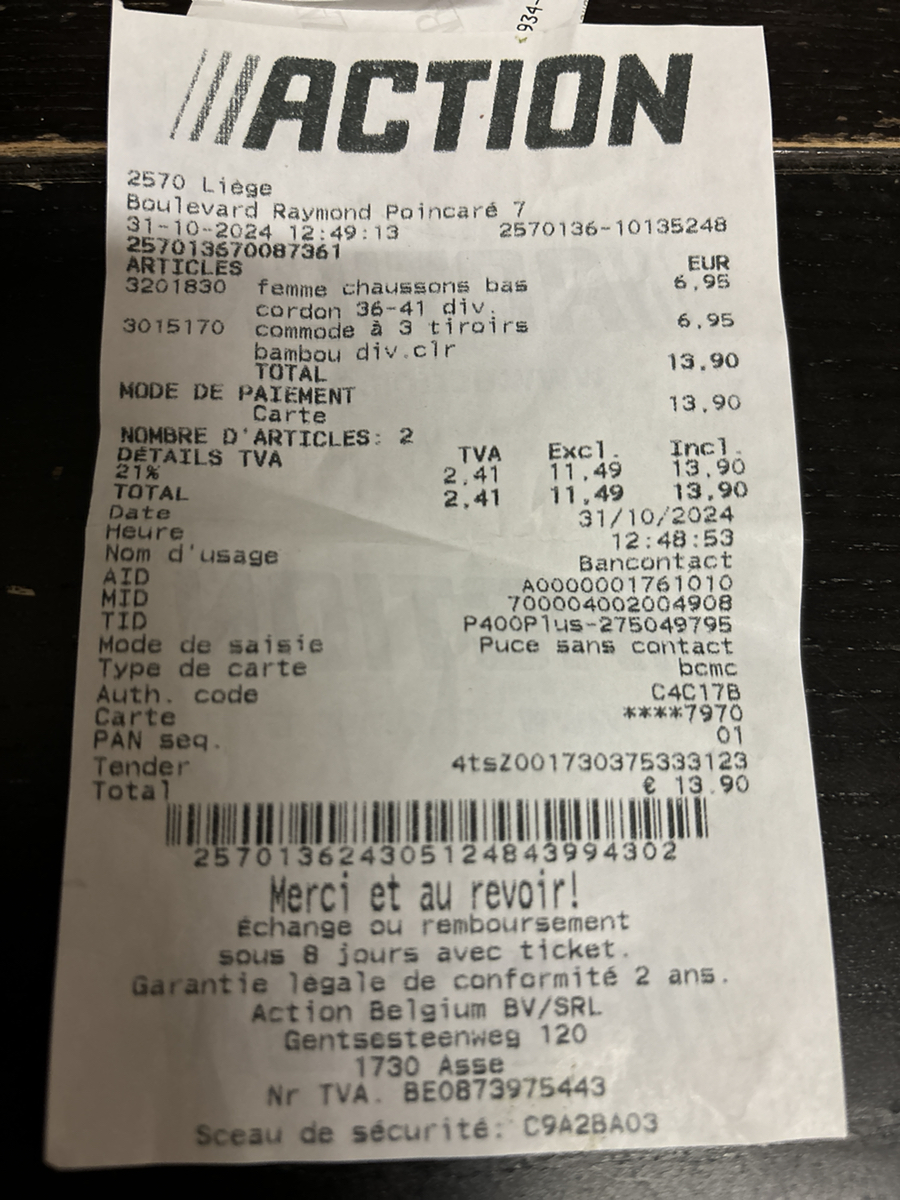 934-
ACTION
2570 Liège
Boulevard Raymond Poincaré 7
31-10-2024 12:49:13 2570136-10135248
257013670087361
ARTICLES EUR
3201830 femme chaussons bas 6,95
cordon 36-41 div.
3015170 commode à 3 tiroirs 6,95
bambou div.clr
TOTAL 13,90
MODE DE PAIEMENT
Carte 13,90
NOMBRE D'ARTICLES: 2
DÉTAILS TVA TVA Excl. Incl.
21% 2,41 11,49 13,90
TOTAL 2,41 11,49 13,90
Date 31/10/2024
Heure 12:48:53
Nom d'usage Bancontact
AID A0000001761010
MID 700004002004908
TID P400Plus-275049795
Mode de saisie Puce sans contact
Type de carte bcmc
Auth. code C4C17B
Carte ****7970
PAN seq. 01
Tender 4tsZ001730375333123
Total € 13.90
257013624305124843994302
Merci et au revoir!
Échange ou remboursement
sous 8 jours avec ticket.
Garantie légale de conformité 2 ans.
Action Belgium BV/SRL
Gentsesteenweg 120
1730 Asse
Nr TVA. BE0873975443
Sceau de sécurité: C9A2BA03